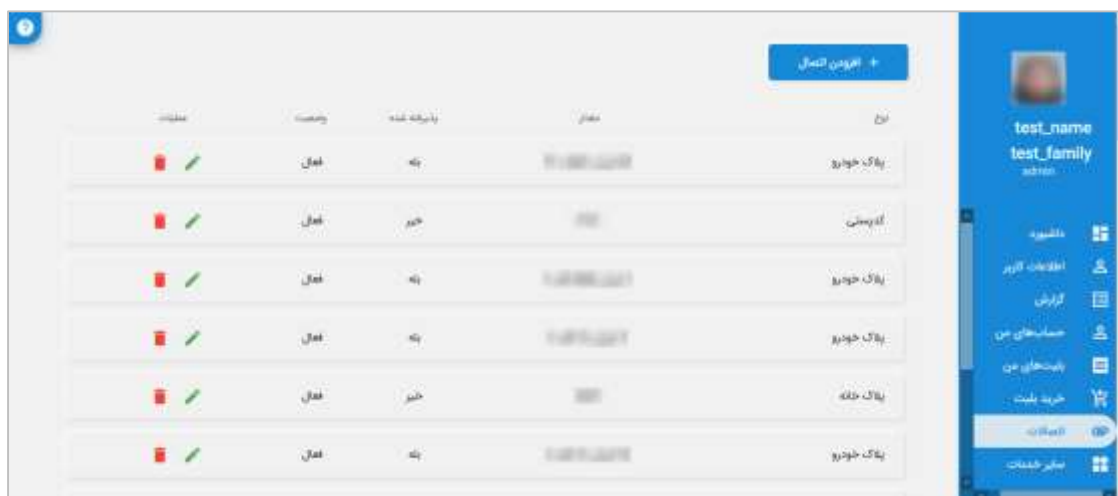 + افزودن اتصال
نوع مقدار پذیرفته شده وضعیت عملیات
پلاک خودرو بله فعال
کدپستی خیر فعال
پلاک خودرو بله فعال
پلاک خودرو بله فعال
پلاک خانه خیر فعال
پلاک خودرو بله فعال
test_name
test_family
admin
داشبورد
اطلاعات کاربر
گزارش
حساب‌های من
بلیت‌های من
خرید بلیت
اتصالات
سایر خدمات